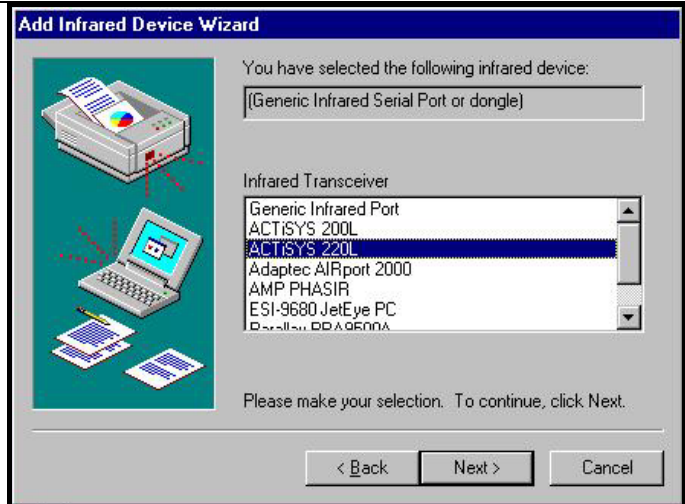 Add Infrared Device Wizard
You have selected the following infrared device:
(Generic Infrared Serial Port or dongle)
Infrared Transceiver
Generic Infrared Port
ACTiSYS 200L
ACTiSYS 220L
Adaptec AIRport 2000
AMP PHASIR
ESI-9680 JetEye PC
Please make your selection. To continue, click Next.
< Back
Next >
Cancel